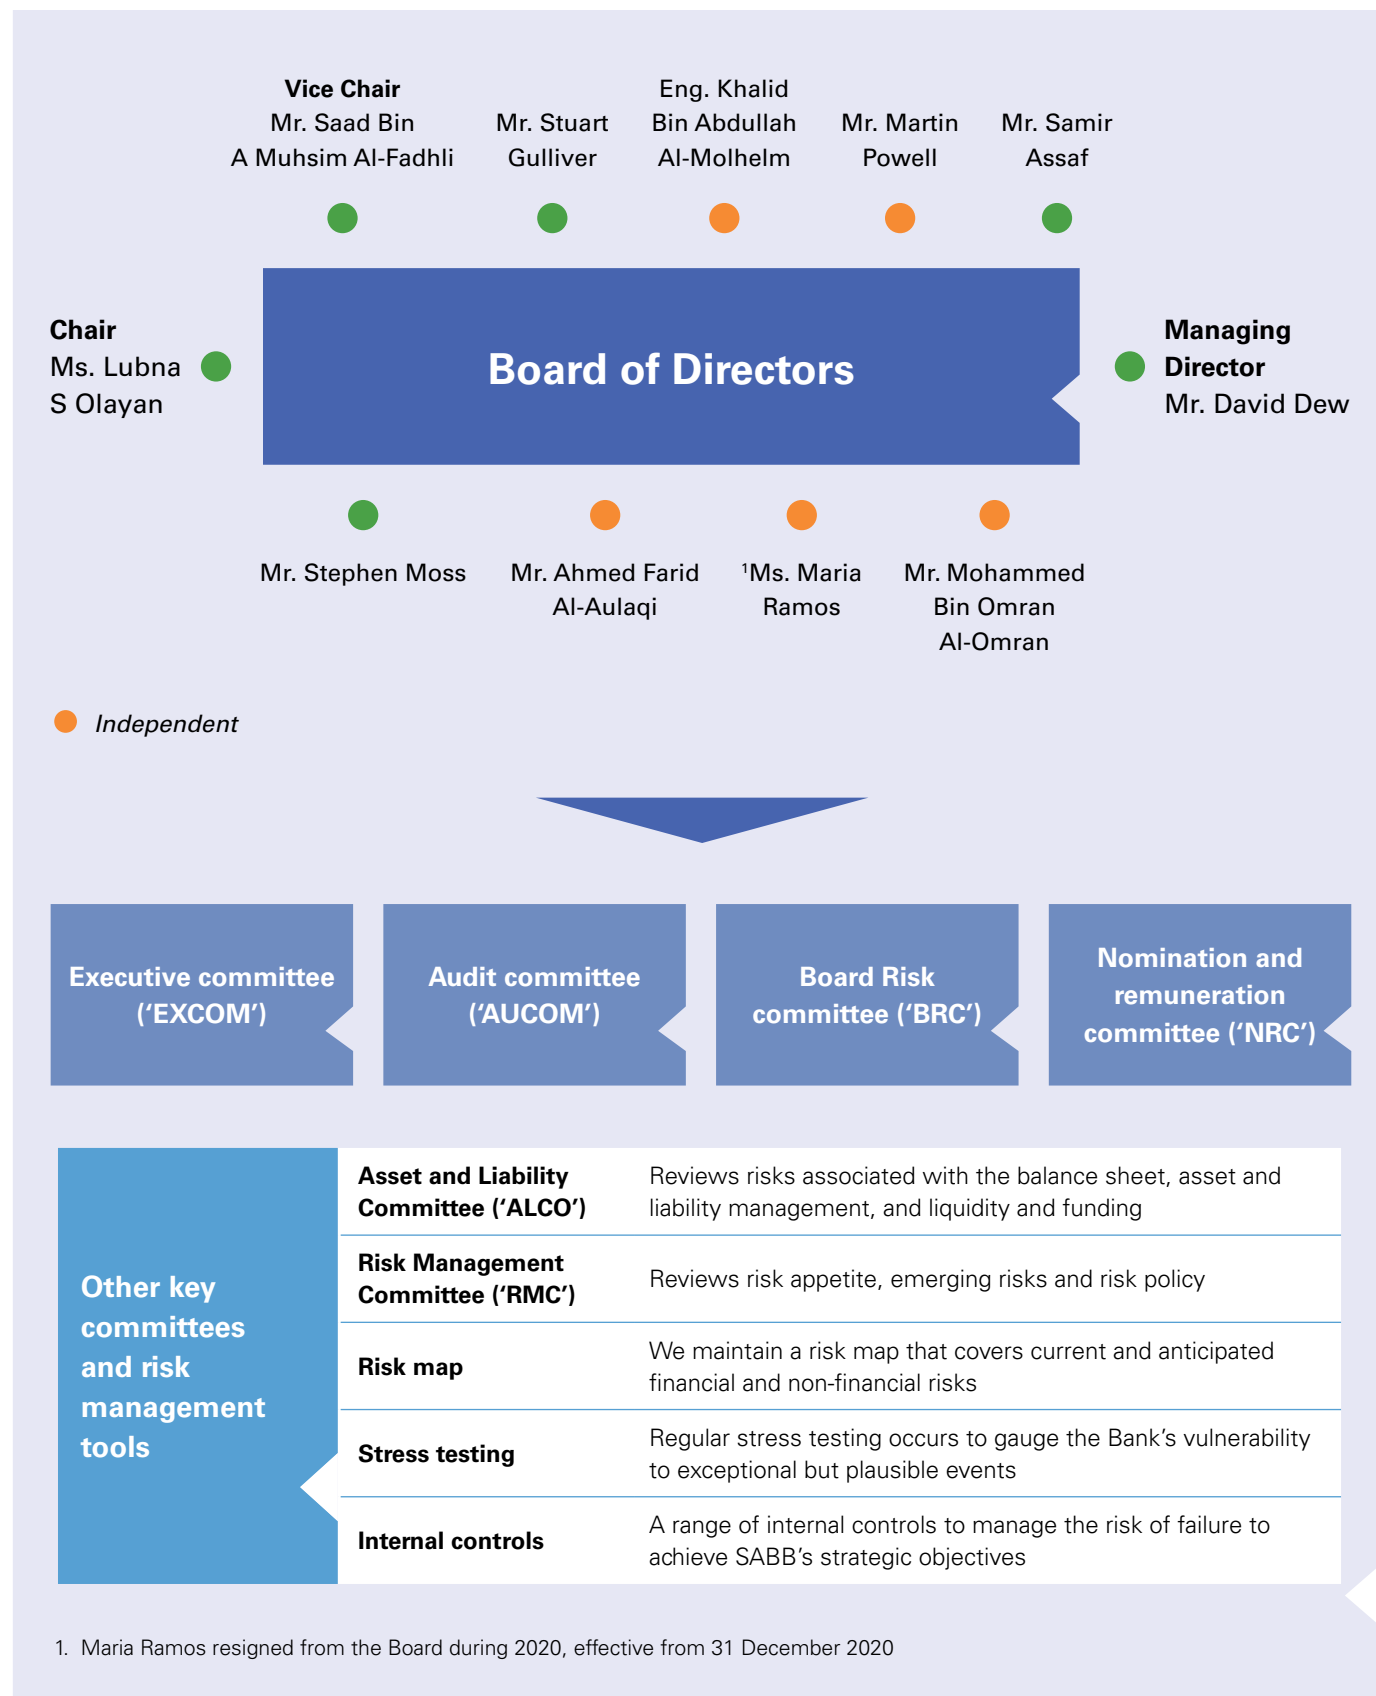 Vice Chair
Mr. Saad Bin
A Muhsim Al-Fadhli
Mr. Stuart
Gulliver
Eng. Khalid
Bin Abdullah
Al-Molhelm
Mr. Martin
Powell
Mr. Samir
Assaf
Chair
Ms. Lubna
S Olayan
Board of Directors
Managing
Director
Mr. David Dew
Mr. Stephen Moss
Mr. Ahmed Farid
Al-Aulaqi
¹Ms. Maria
Ramos
Mr. Mohammed
Bin Omran
Al-Omran
Independent
Executive committee
(‘EXCOM’)
Audit committee
(‘AUCOM’)
Board Risk
committee (‘BRC’)
Nomination and
remuneration
committee (‘NRC’)
Other key
committees
and risk
management
tools
Asset and Liability
Committee (‘ALCO’)
Reviews risks associated with the balance sheet, asset and
liability management, and liquidity and funding
Risk Management
Committee (‘RMC’)
Reviews risk appetite, emerging risks and risk policy
Risk map
We maintain a risk map that covers current and anticipated
financial and non-financial risks
Stress testing
Regular stress testing occurs to gauge the Bank’s vulnerability
to exceptional but plausible events
Internal controls
A range of internal controls to manage the risk of failure to
achieve SABB’s strategic objectives
1. Maria Ramos resigned from the Board during 2020, effective from 31 December 2020